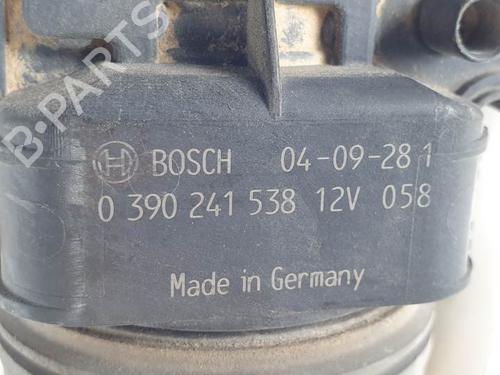 B-PARTS
BOSCH 04-09-28 1
0 390 241 538 12V 058
Made in Germany